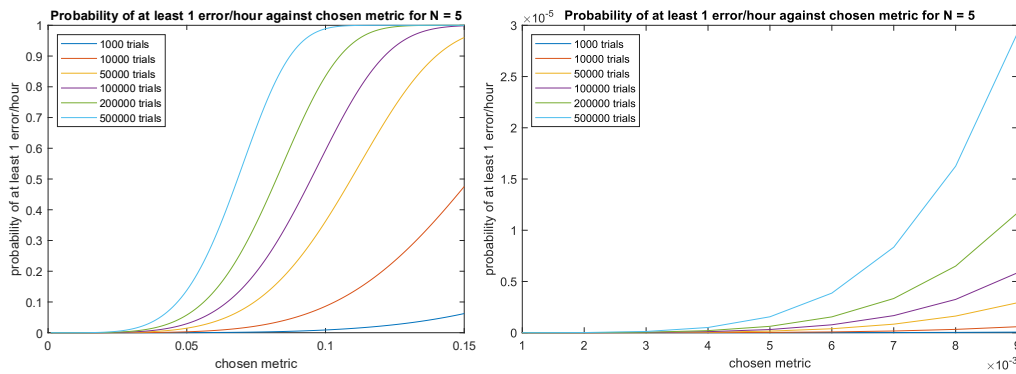 Probability of at least 1 error/hour against chosen metric for N = 5
1
0.9
0.8
0.7
0.6
0.5
0.4
0.3
0.2
0.1
0
probability of at least 1 error/hour
1000 trials
10000 trials
50000 trials
100000 trials
200000 trials
500000 trials
0 0.05 0.1 0.15
chosen metric
×10⁻⁵ Probability of at least 1 error/hour against chosen metric for N = 5
3
2.5
2
1.5
1
0.5
0
probability of at least 1 error/hour
1000 trials
10000 trials
50000 trials
100000 trials
200000 trials
500000 trials
1 2 3 4 5 6 7 8 9
chosen metric
×10⁻³